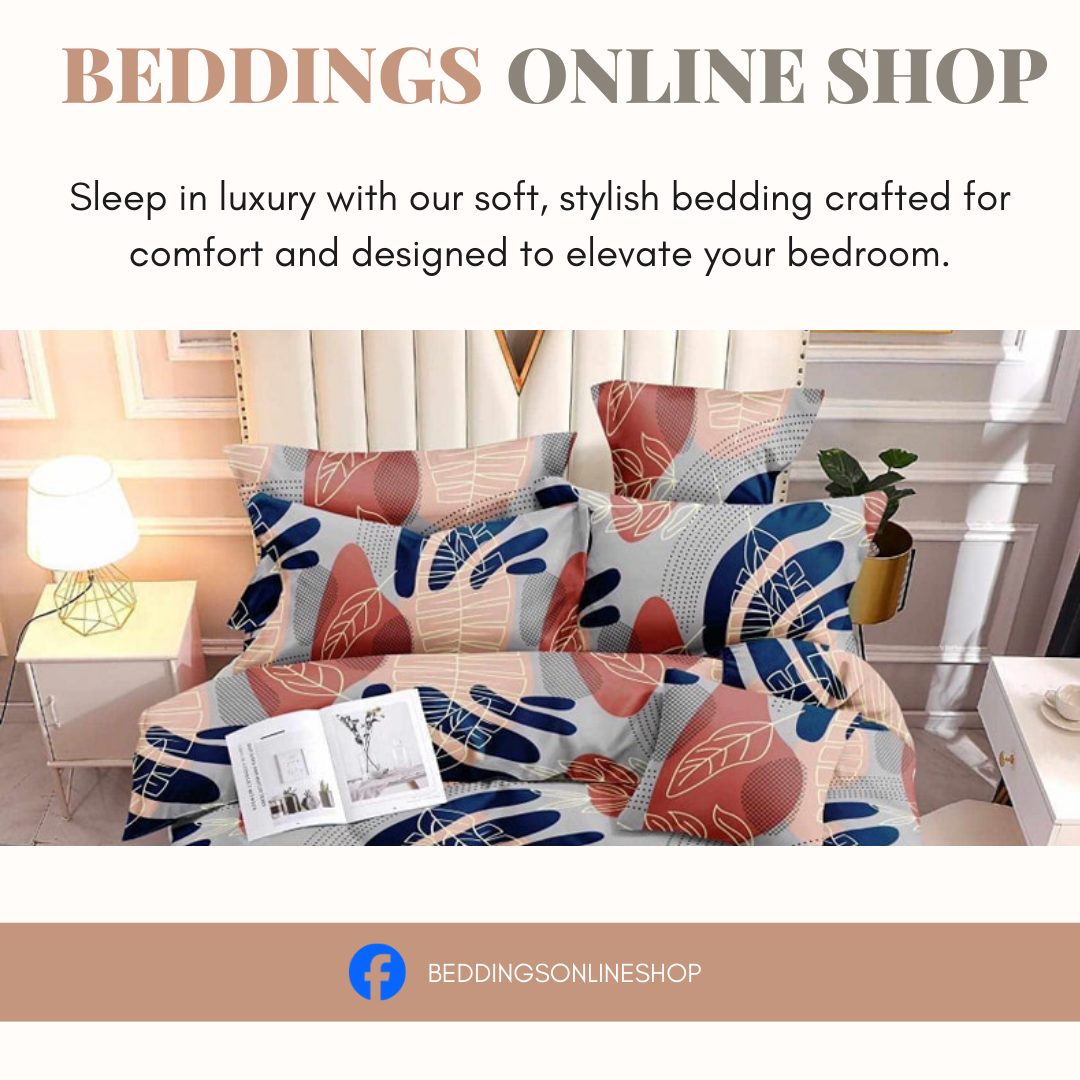 BEDDINGS ONLINE SHOP
Sleep in luxury with our soft, stylish bedding crafted for
comfort and designed to elevate your bedroom.
BEDDINGSONLINESHOP